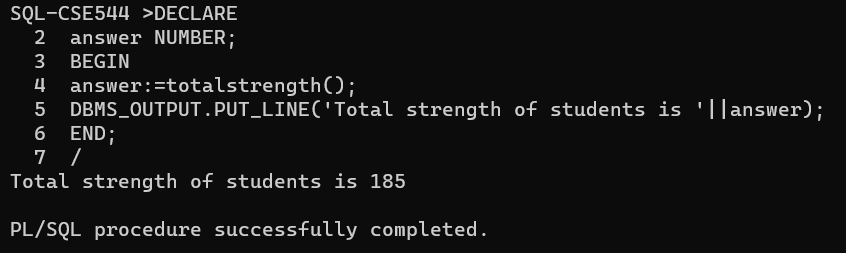 SQL-CSE544 >DECLARE
  2  answer NUMBER;
  3  BEGIN
  4  answer:=totalstrength();
  5  DBMS_OUTPUT.PUT_LINE('Total strength of students is '||answer);
  6  END;
  7  /
Total strength of students is 185

PL/SQL procedure successfully completed.